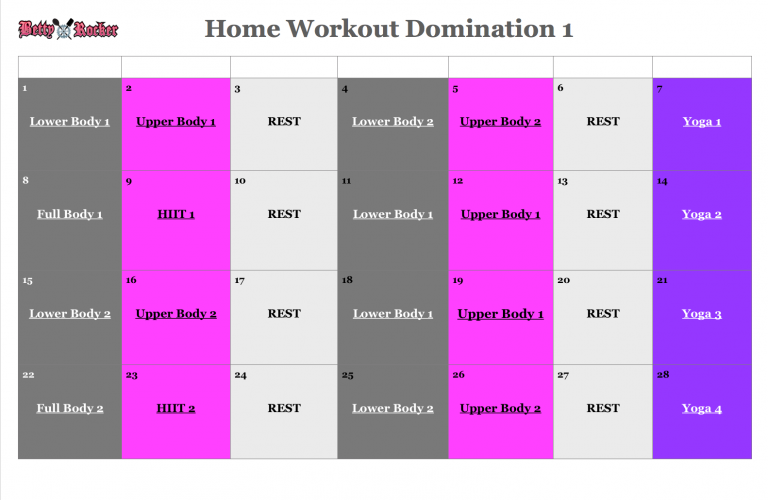 Betty Rocker
Home Workout Domination 1
1 2 3 4 5 6 7
Lower Body 1 Upper Body 1 REST Lower Body 2 Upper Body 2 REST Yoga 1
8 9 10 11 12 13 14
Full Body 1 HIIT 1 REST Lower Body 1 Upper Body 1 REST Yoga 2
15 16 17 18 19 20 21
Lower Body 2 Upper Body 2 REST Lower Body 1 Upper Body 1 REST Yoga 3
22 23 24 25 26 27 28
Full Body 2 HIIT 2 REST Lower Body 2 Upper Body 2 REST Yoga 4